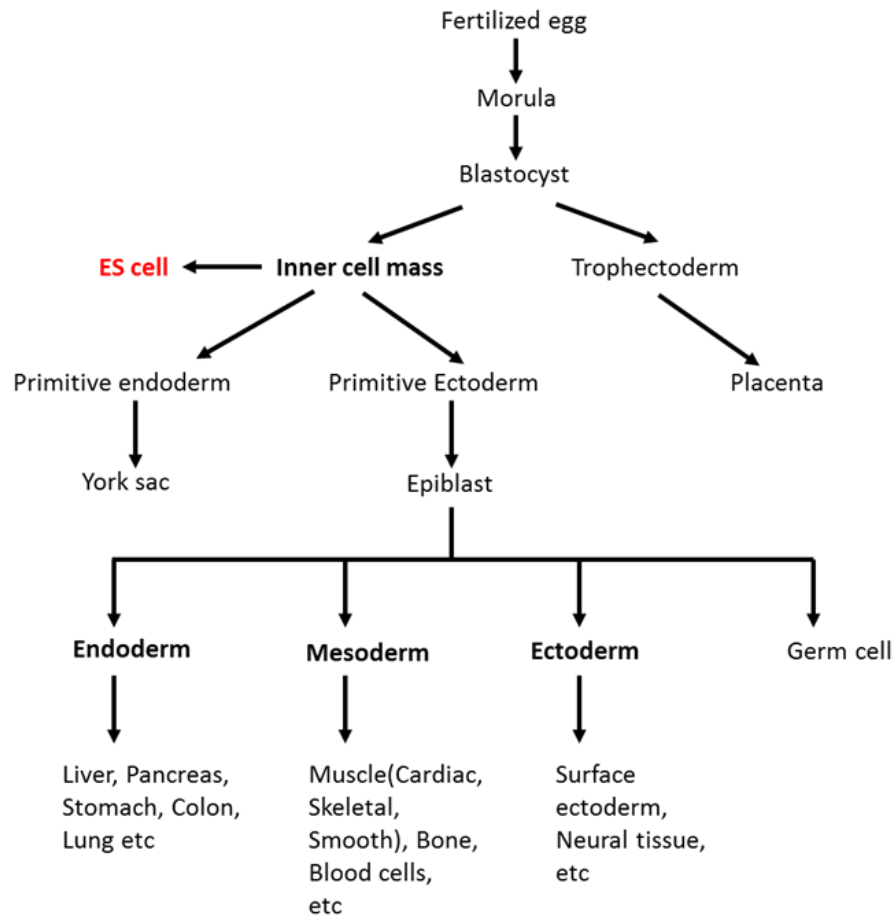 Fertilized egg
Morula
Blastocyst
ES cell
Inner cell mass
Trophectoderm
Primitive endoderm
Primitive Ectoderm
Placenta
York sac
Epiblast
Endoderm
Mesoderm
Ectoderm
Germ cell
Liver, Pancreas,
Stomach, Colon,
Lung etc
Muscle(Cardiac,
Skeletal,
Smooth), Bone,
Blood cells,
etc
Surface
ectoderm,
Neural tissue,
etc